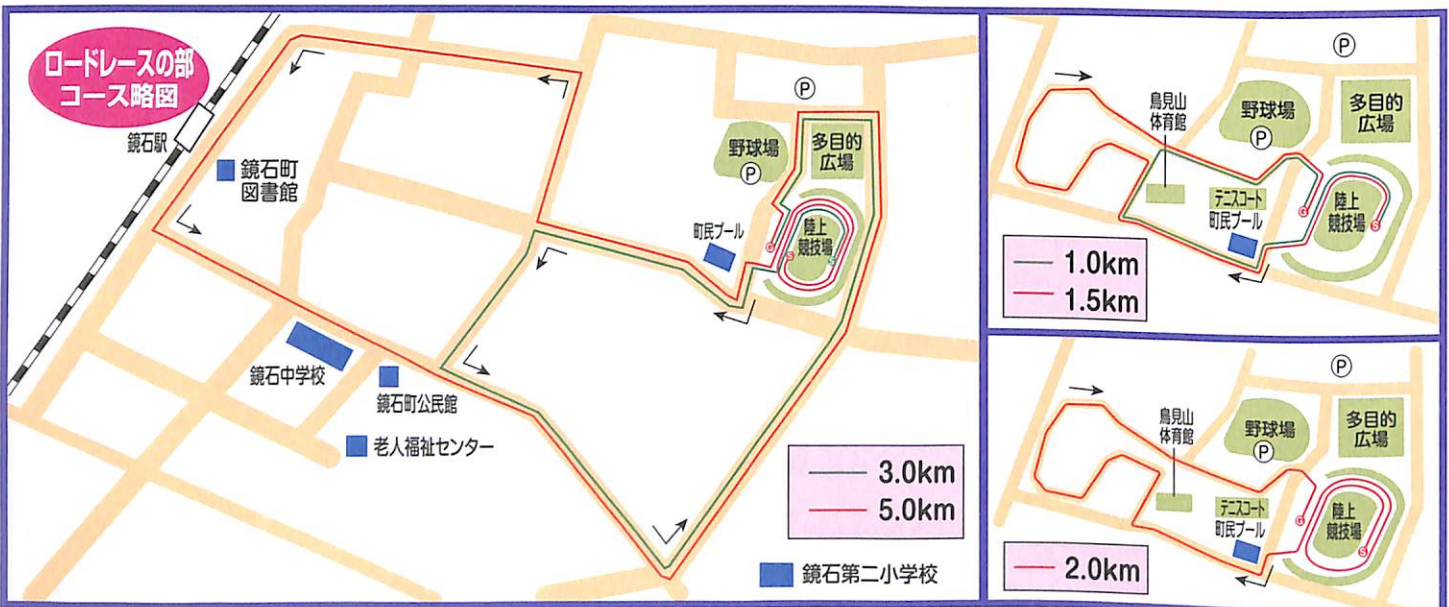 ロードレースの部
コース略図
鏡石駅
鏡石町
図書館
野球場
P
P
多目的
広場
町民プール
陸上
競技場
G
S
S
鏡石中学校
鏡石町公民館
老人福祉センター
3.0km
5.0km
鏡石第二小学校
P
鳥見山
体育館
野球場
P
多目的
広場
テニスコート
町民プール
陸上
競技場
G
S
1.0km
1.5km
P
鳥見山
体育館
野球場
P
多目的
広場
テニスコート
町民プール
陸上
競技場
G
S
2.0km